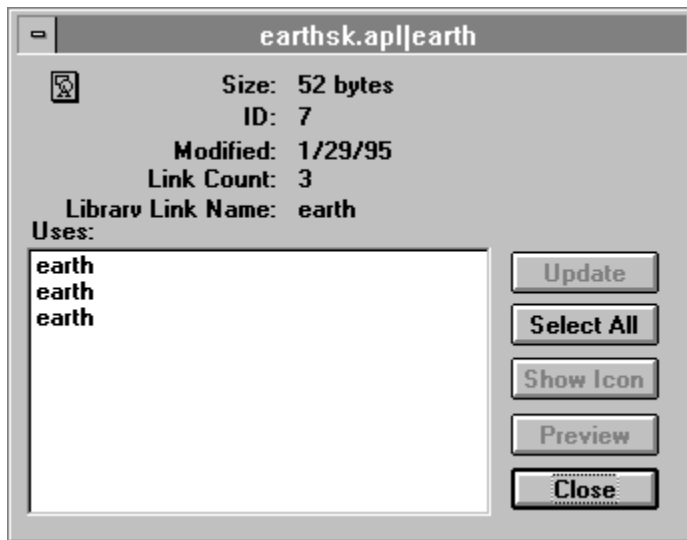 earthsk.apl|earth
Size: 52 bytes
ID: 7
Modified: 1/29/95
Link Count: 3
Library Link Name: earth
Uses:
earth
earth
earth
Update
Select All
Show Icon
Preview
Close